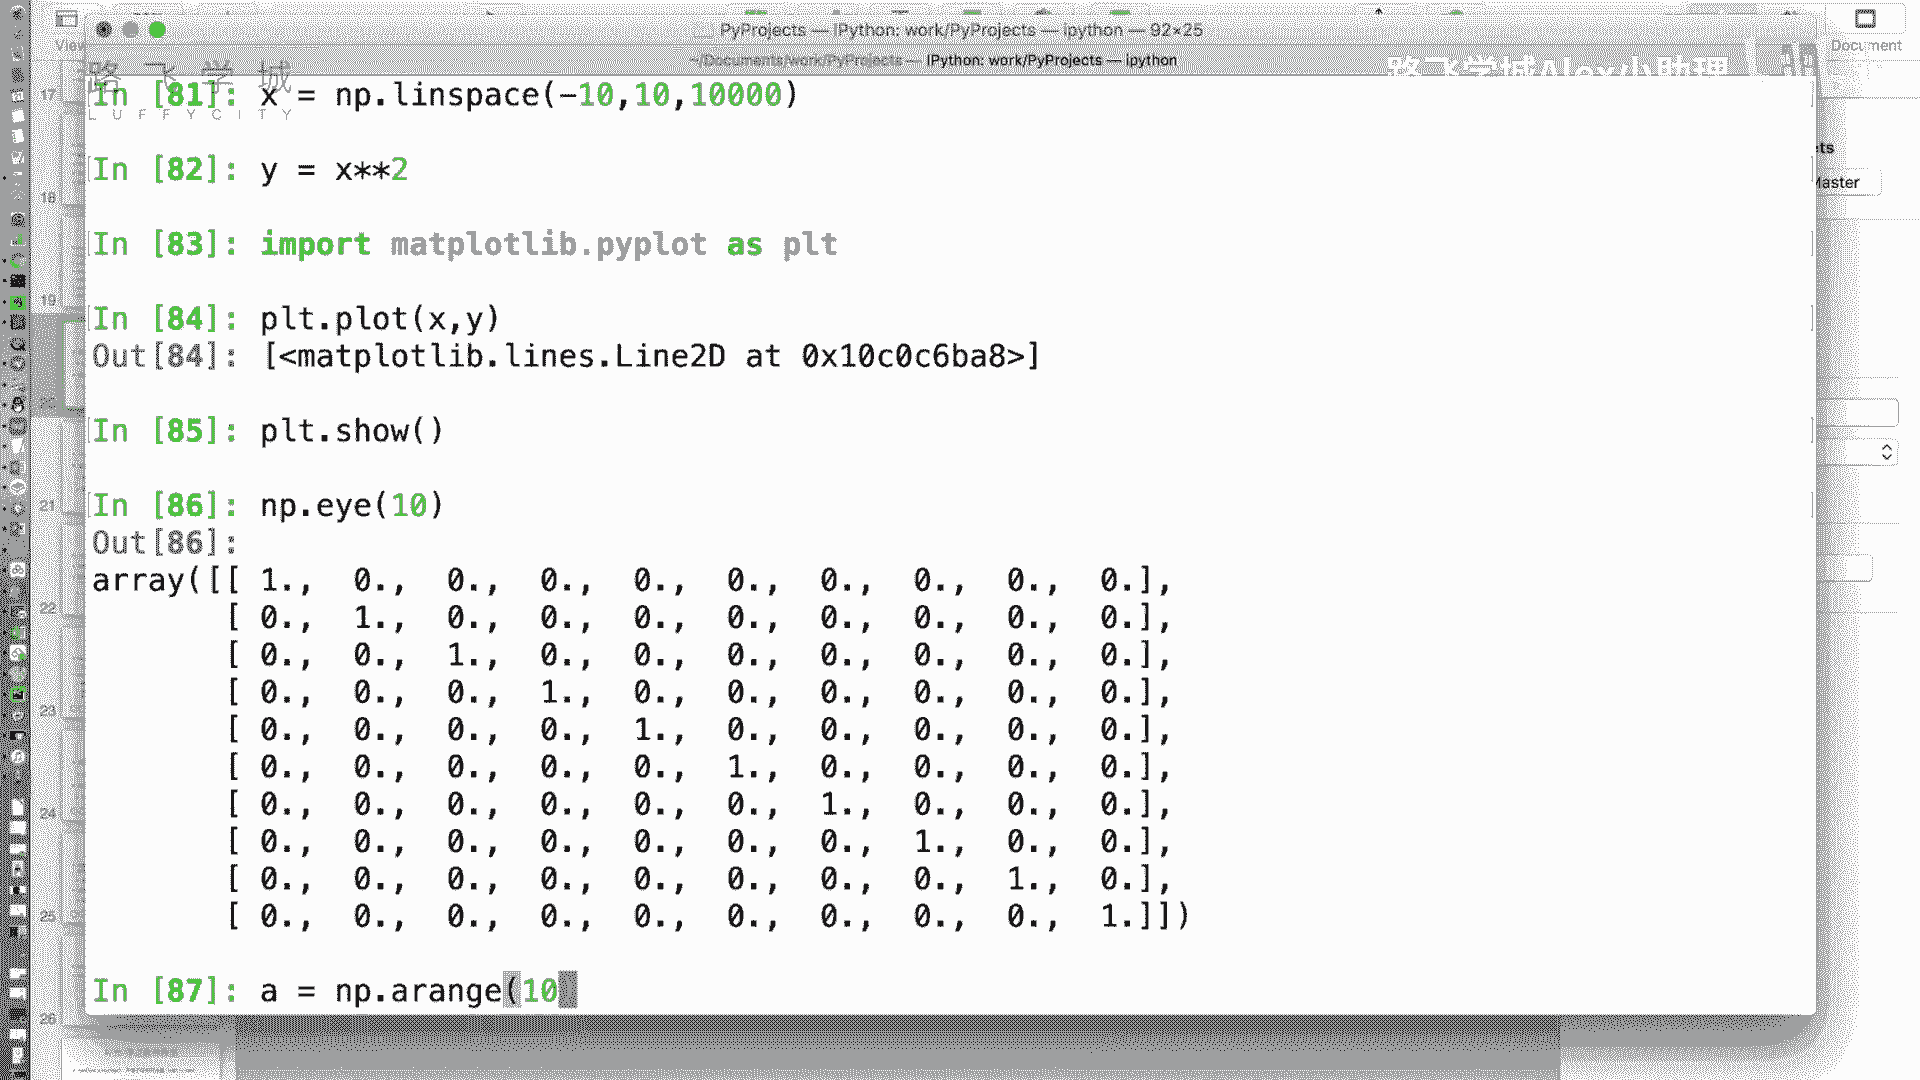 PyProjects — IPython: work/PyProjects — ipython — 92×25
~/Documents/work/PyProjects — IPython: work/PyProjects — ipython
View
Document
路飞学城
LUFFYCITY
路飞学城Alex小助理
In [81]: x = np.linspace(-10,10,10000)
In [82]: y = x**2
In [83]: import matplotlib.pyplot as plt
In [84]: plt.plot(x,y)
Out[84]: [<matplotlib.lines.Line2D at 0x10c0c6ba8>]
In [85]: plt.show()
In [86]: np.eye(10)
Out[86]:
array([[ 1., 0., 0., 0., 0., 0., 0., 0., 0., 0.],
[ 0., 1., 0., 0., 0., 0., 0., 0., 0., 0.],
[ 0., 0., 1., 0., 0., 0., 0., 0., 0., 0.],
[ 0., 0., 0., 1., 0., 0., 0., 0., 0., 0.],
[ 0., 0., 0., 0., 1., 0., 0., 0., 0., 0.],
[ 0., 0., 0., 0., 0., 1., 0., 0., 0., 0.],
[ 0., 0., 0., 0., 0., 0., 1., 0., 0., 0.],
[ 0., 0., 0., 0., 0., 0., 0., 1., 0., 0.],
[ 0., 0., 0., 0., 0., 0., 0., 0., 1., 0.],
[ 0., 0., 0., 0., 0., 0., 0., 0., 0., 1.]])
In [87]: a = np.arange(10
17
18
19
20
21
22
23
24
25
26
ets
Master